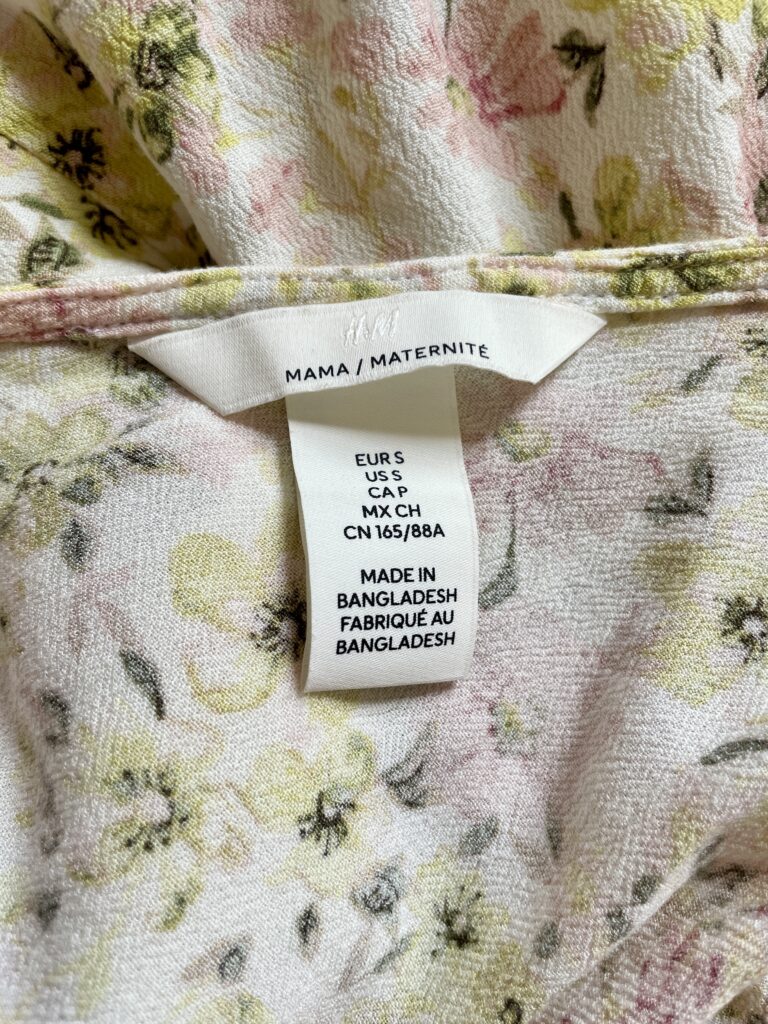 H&M
MAMA / MATERNITÉ
EUR S
US S
CA P
MX CH
CN 165/88A
MADE IN
BANGLADESH
FABRIQUÉ AU
BANGLADESH